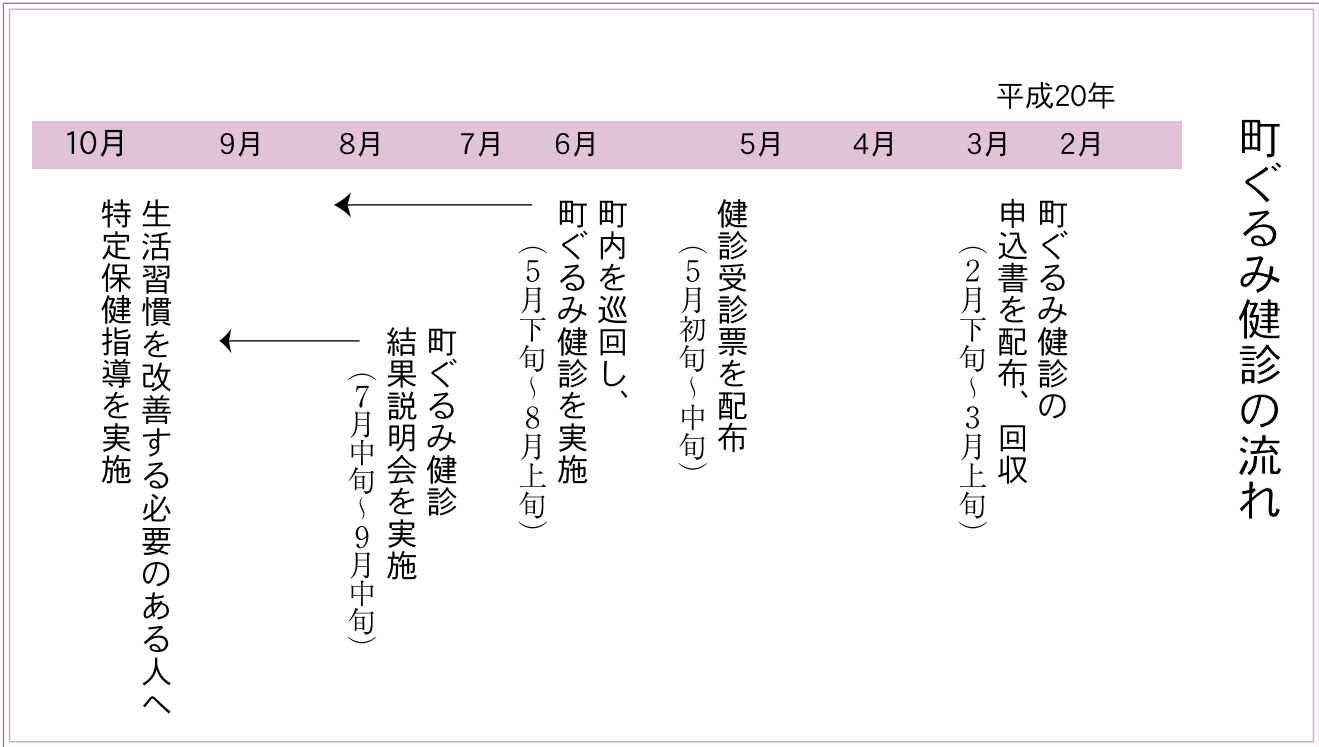 町ぐるみ健診の流れ
平成20年
2月
3月
4月
5月
6月
7月
8月
9月
10月
町ぐるみ健診の
申込書を配布、回収
（2月下旬～3月上旬）
健診受診票を配布
（5月初旬～中旬）
町内を巡回し、
町ぐるみ健診を実施
（5月下旬～8月上旬）
町ぐるみ健診
結果説明会を実施
（7月中旬～9月中旬）
生活習慣を改善する必要のある人へ
特定保健指導を実施